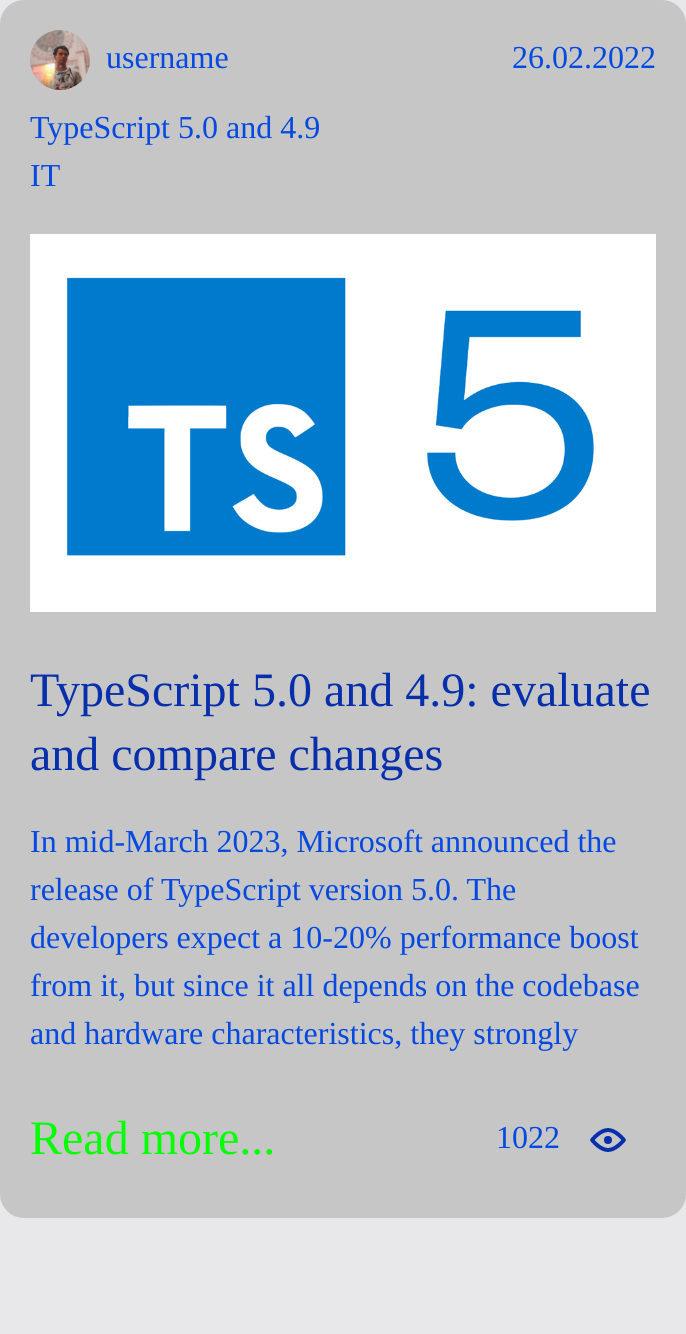 username
26.02.2022
TypeScript 5.0 and 4.9
IT
TS 5
TypeScript 5.0 and 4.9: evaluate
and compare changes
In mid-March 2023, Microsoft announced the
release of TypeScript version 5.0. The
developers expect a 10-20% performance boost
from it, but since it all depends on the codebase
and hardware characteristics, they strongly
Read more...
1022